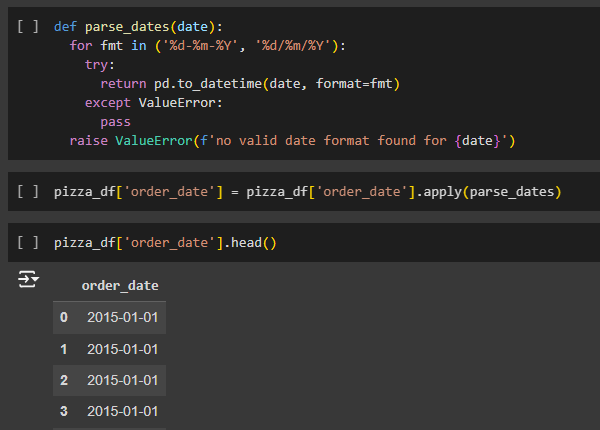 [ ] def parse_dates(date):
for fmt in ('%d-%m-%Y', '%d/%m/%Y'):
try:
return pd.to_datetime(date, format=fmt)
except ValueError:
pass
raise ValueError(f'no valid date format found for {date}')
[ ] pizza_df['order_date'] = pizza_df['order_date'].apply(parse_dates)
[ ] pizza_df['order_date'].head()
order_date
0 2015-01-01
1 2015-01-01
2 2015-01-01
3 2015-01-01